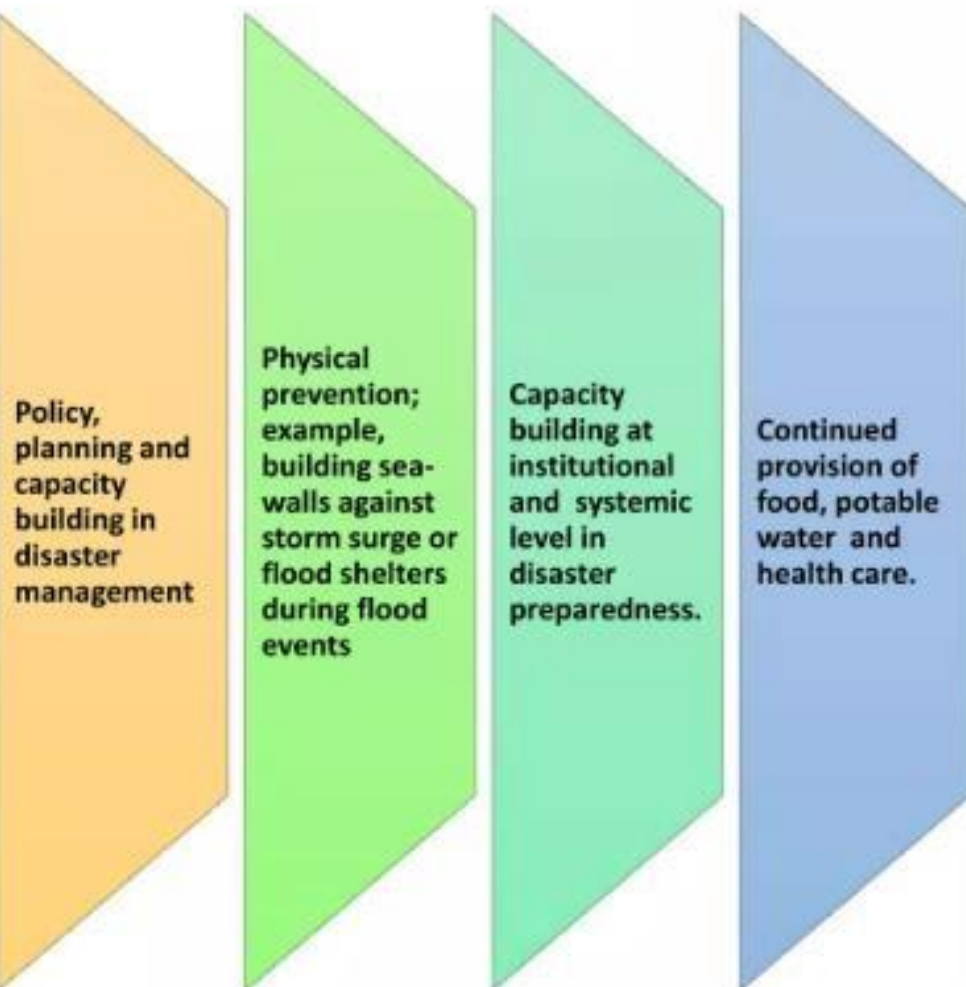 Policy,
planning and
capacity
building in
disaster
management
Physical
prevention;
example,
building sea-
walls against
storm surge or
flood shelters
during flood
events
Capacity
building at
institutional
and systemic
level in
disaster
preparedness.
Continued
provision of
food, potable
water and
health care.